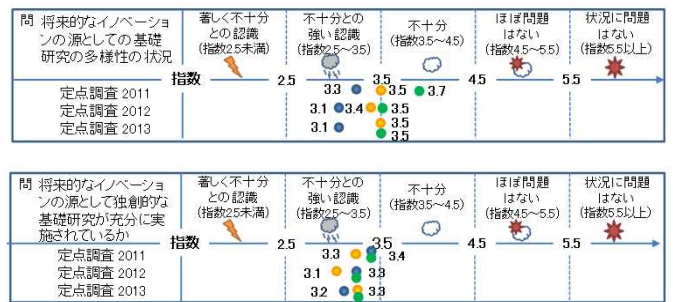 問 将来的なイノベーショ
ンの源としての基礎
研究の多様性の状況
著しく不十分
との認識
(指数2.5未満)
不十分との
強い認識
(指数2.5～3.5)
不十分
(指数3.5～4.5)
ほぼ問題
はない
(指数4.5～5.5)
状況に問題
はない
(指数5.5以上)
指数 2.5 3.5 4.5 5.5
定点調査 2011 3.3 3.5 3.7
定点調査 2012 3.1 3.4 3.5
定点調査 2013 3.1 3.5
3.5
問 将来的なイノベーショ
ンの源として独創的な
基礎研究が充分に実
施されているか
著しく不十分
との認識
(指数2.5未満)
不十分との
強い認識
(指数2.5～3.5)
不十分
(指数3.5～4.5)
ほぼ問題
はない
(指数4.5～5.5)
状況に問題
はない
(指数5.5以上)
指数 2.5 3.5 4.5 5.5
定点調査 2011 3.3 3.4
定点調査 2012 3.1 3.3
定点調査 2013 3.2 3.3